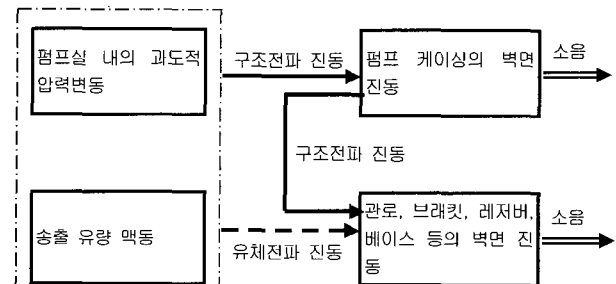 펌프실 내의 과도적
압력변동
구조전파 진동
펌프 케이싱의 벽면
진동
소음
구조전파 진동
송출 유량 맥동
유체전파 진동
관로, 브래킷, 레저버,
베이스 등의 벽면 진
동
소음